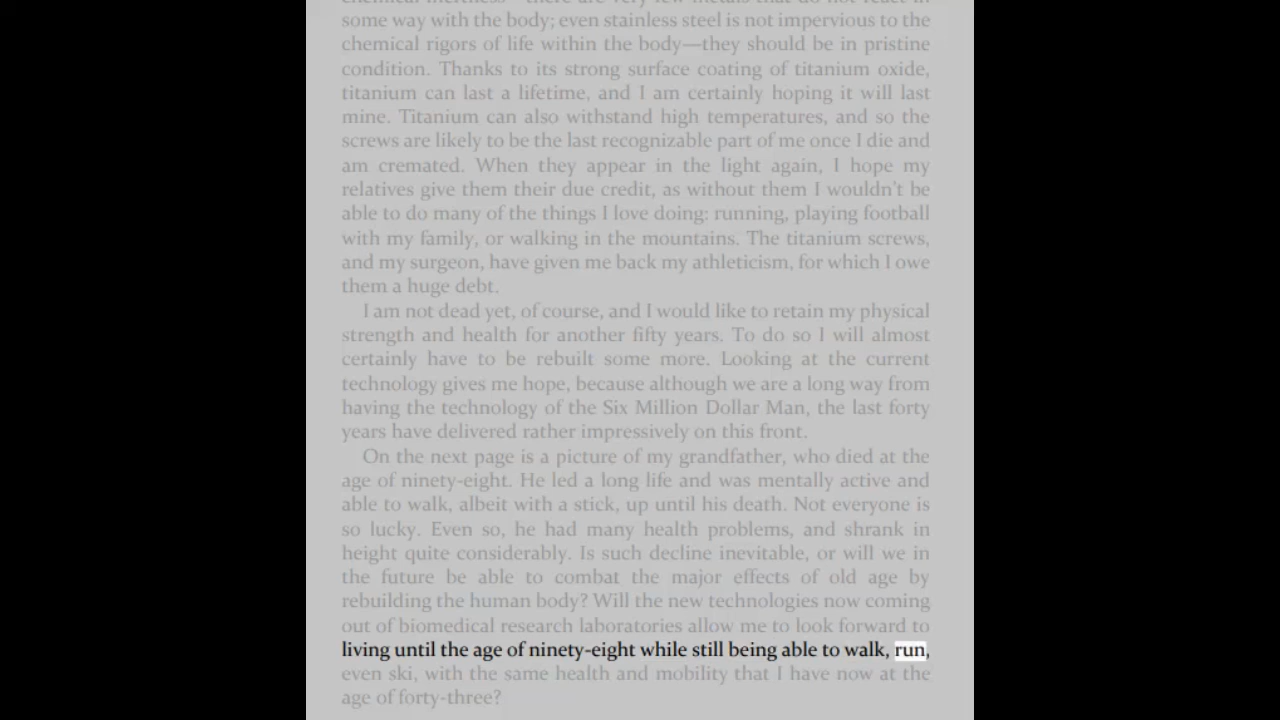 some way with the body; even stainless steel is not impervious to the
chemical rigors of life within the body—they should be in pristine
condition. Thanks to its strong surface coating of titanium oxide,
titanium can last a lifetime, and I am certainly hoping it will last
mine. Titanium can also withstand high temperatures, and so the
screws are likely to be the last recognizable part of me once I die and
am cremated. When they appear in the light again, I hope my
relatives give them their due credit, as without them I wouldn't be
able to do many of the things I love doing: running, playing football
with my family, or walking in the mountains. The titanium screws,
and my surgeon, have given me back my athleticism, for which I owe
them a huge debt.
I am not dead yet, of course, and I would like to retain my physical
strength and health for another fifty years. To do so I will almost
certainly have to be rebuilt some more. Looking at the current
technology gives me hope, because although we are a long way from
having the technology of the Six Million Dollar Man, the last forty
years have delivered rather impressively on this front.
On the next page is a picture of my grandfather, who died at the
age of ninety-eight. He led a long life and was mentally active and
able to walk, albeit with a stick, up until his death. Not everyone is
so lucky. Even so, he had many health problems, and shrank in
height quite considerably. Is such decline inevitable, or will we in
the future be able to combat the major effects of old age by
rebuilding the human body? Will the new technologies now coming
out of biomedical research laboratories allow me to look forward to
living until the age of ninety-eight while still being able to walk, run,
even ski, with the same health and mobility that I have now at the
age of forty-three?